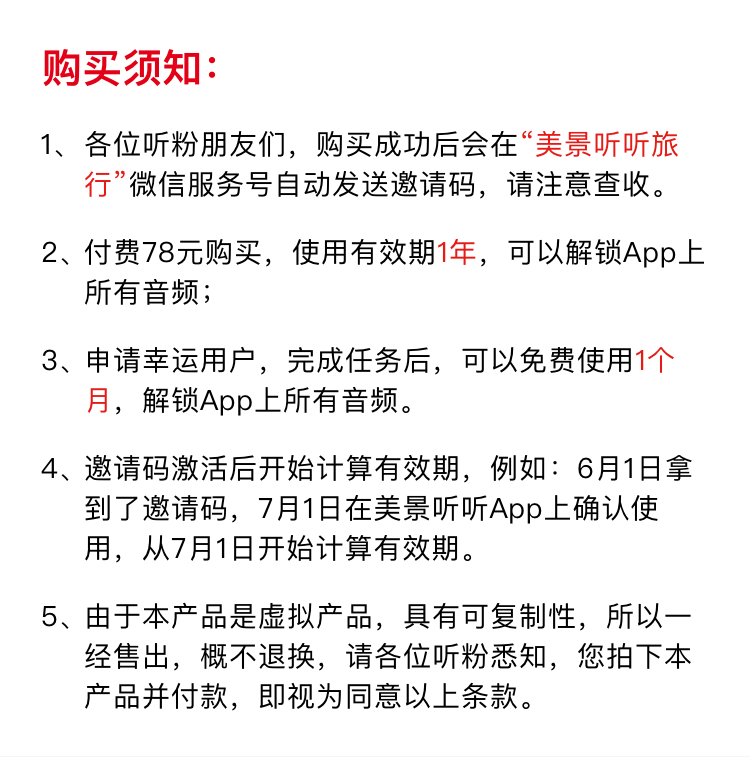 购买须知：
1、各位听粉朋友们，购买成功后会在“美景听听旅
行”微信服务号自动发送邀请码，请注意查收。
2、付费78元购买，使用有效期1年，可以解锁App上
所有音频；
3、申请幸运用户，完成任务后，可以免费使用1个
月，解锁App上所有音频。
4、邀请码激活后开始计算有效期，例如：6月1日拿
到了邀请码，7月1日在美景听听App上确认使
用，从7月1日开始计算有效期。
5、由于本产品是虚拟产品，具有可复制性，所以一
经售出，概不退换，请各位听粉悉知，您拍下本
产品并付款，即视为同意以上条款。